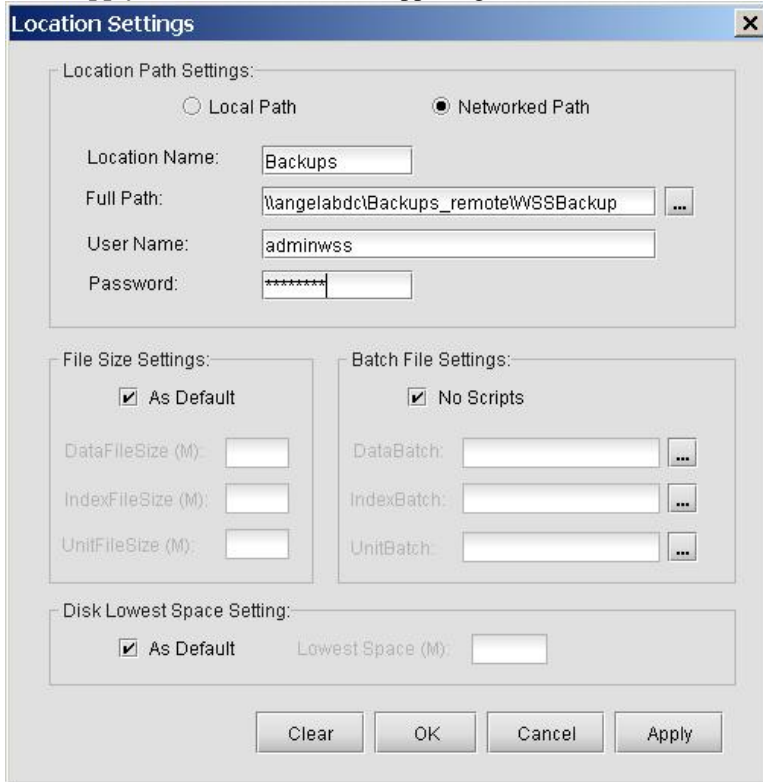 Location Settings
Location Path Settings:
Local Path Networked Path
Location Name: Backups
Full Path: \\angelabdc\Backups_remote\WSSBackup ...
User Name: adminwss
Password: ********
File Size Settings: Batch File Settings:
As Default No Scripts
DataFileSize (M): DataBatch: ...
IndexFileSize (M): IndexBatch: ...
UnitFileSize (M): UnitBatch: ...
Disk Lowest Space Setting:
As Default Lowest Space (M):
Clear OK Cancel Apply